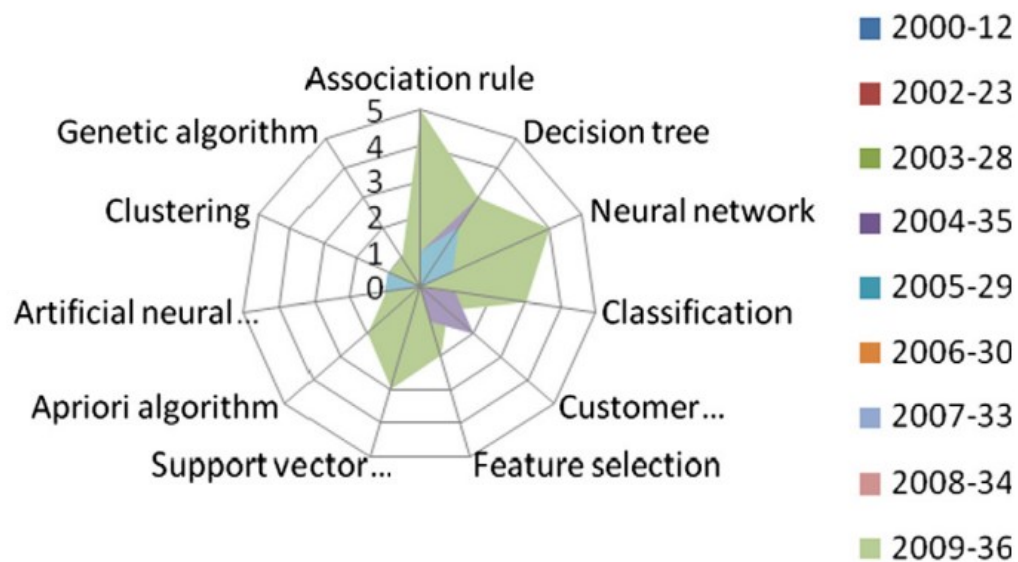 Association rule
Decision tree
Neural network
Classification
Customer...
Feature selection
Support vector...
Apriori algorithm
Artificial neural ...
Clustering
Genetic algorithm
5
4
3
2
1
0
2000-12
2002-23
2003-28
2004-35
2005-29
2006-30
2007-33
2008-34
2009-36